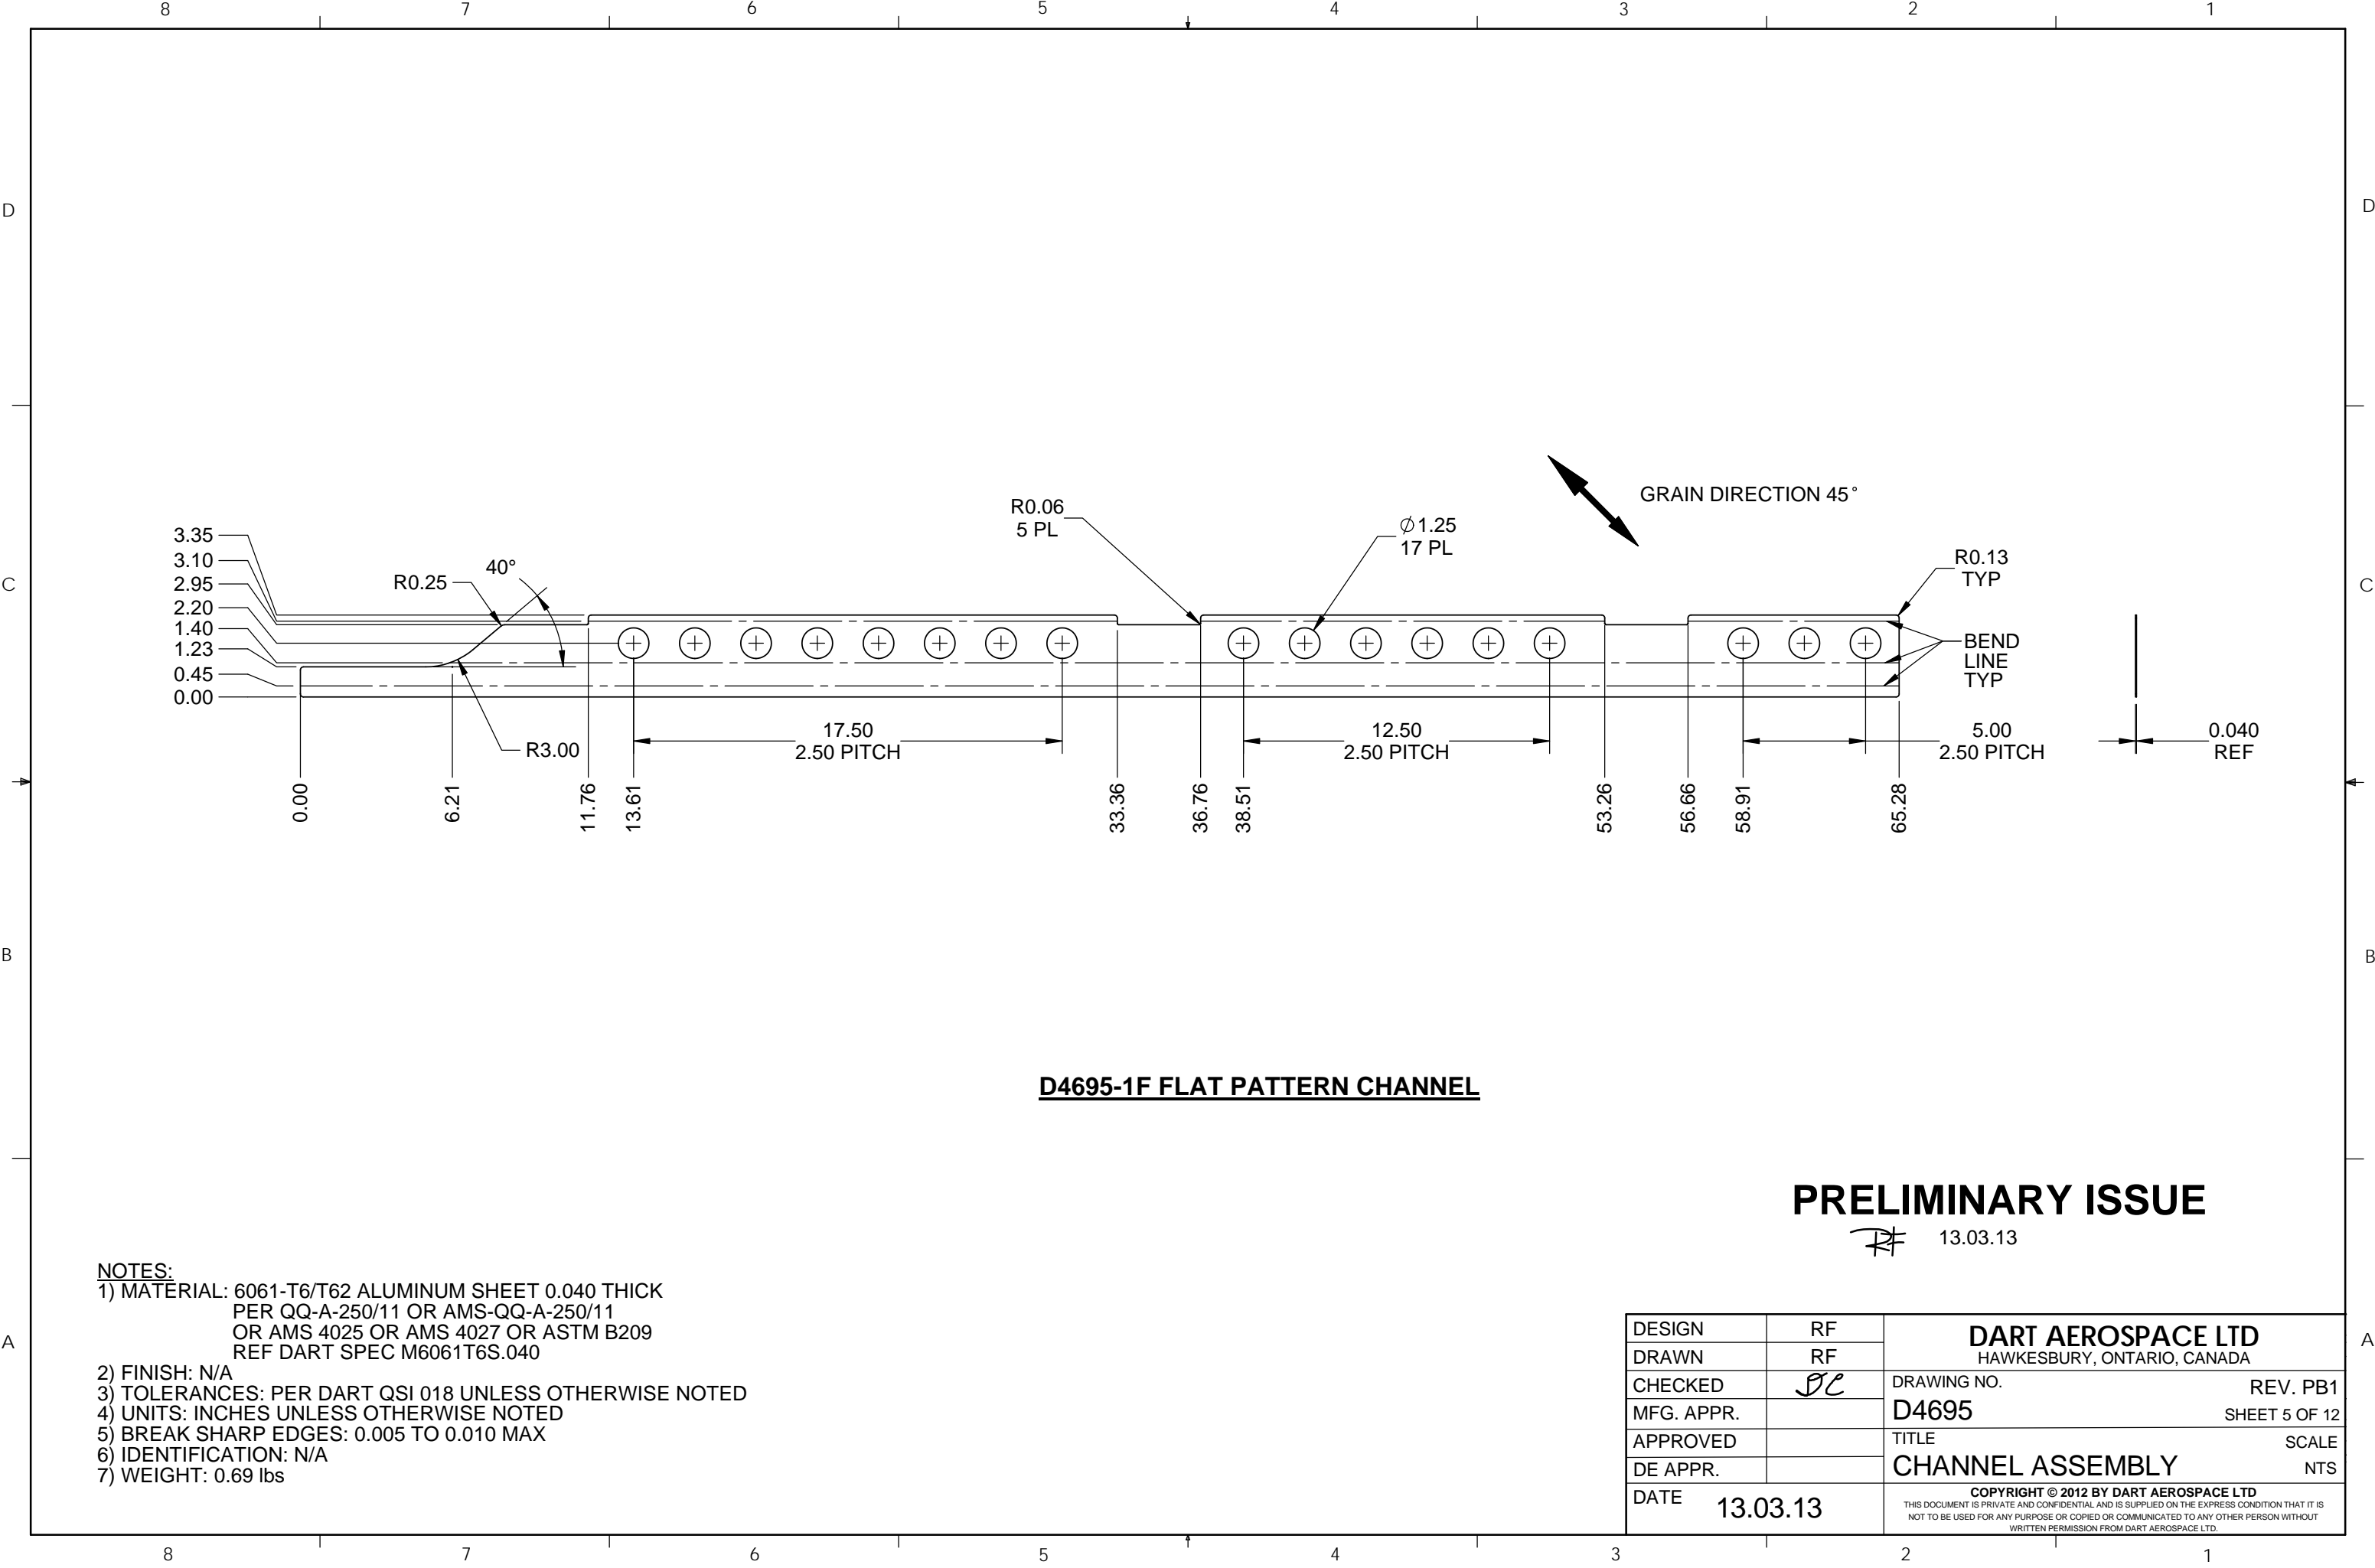 8 7 6 5 4 3 2 1
D D
GRAIN DIRECTION 45°
R0.06
5 PL
Ø1.25
17 PL
R0.13
TYP
3.35
3.10
2.95
2.20
1.40
1.23
0.45
0.00
R0.25
40°
C C
BEND
LINE
TYP
R3.00
17.50
2.50 PITCH
12.50
2.50 PITCH
5.00
2.50 PITCH
0.040
REF
0.00
6.21
11.76
13.61
33.36
36.76
38.51
53.26
56.66
58.91
65.28
B B
D4695-1F FLAT PATTERN CHANNEL
PRELIMINARY ISSUE
RF 13.03.13
NOTES:
1) MATERIAL: 6061-T6/T62 ALUMINUM SHEET 0.040 THICK
PER QQ-A-250/11 OR AMS-QQ-A-250/11
OR AMS 4025 OR AMS 4027 OR ASTM B209
REF DART SPEC M6061T6S.040
2) FINISH: N/A
3) TOLERANCES: PER DART QSI 018 UNLESS OTHERWISE NOTED
4) UNITS: INCHES UNLESS OTHERWISE NOTED
5) BREAK SHARP EDGES: 0.005 TO 0.010 MAX
6) IDENTIFICATION: N/A
7) WEIGHT: 0.69 lbs
A A
DESIGN RF
DRAWN RF
CHECKED
MFG. APPR.
APPROVED
DE APPR.
DATE 13.03.13
DART AEROSPACE LTD
HAWKESBURY, ONTARIO, CANADA
DRAWING NO. REV. PB1
D4695 SHEET 5 OF 12
TITLE SCALE
CHANNEL ASSEMBLY NTS
COPYRIGHT © 2012 BY DART AEROSPACE LTD
THIS DOCUMENT IS PRIVATE AND CONFIDENTIAL AND IS SUPPLIED ON THE EXPRESS CONDITION THAT IT IS
NOT TO BE USED FOR ANY PURPOSE OR COPIED OR COMMUNICATED TO ANY OTHER PERSON WITHOUT
WRITTEN PERMISSION FROM DART AEROSPACE LTD.
8 7 6 5 4 3 2 1